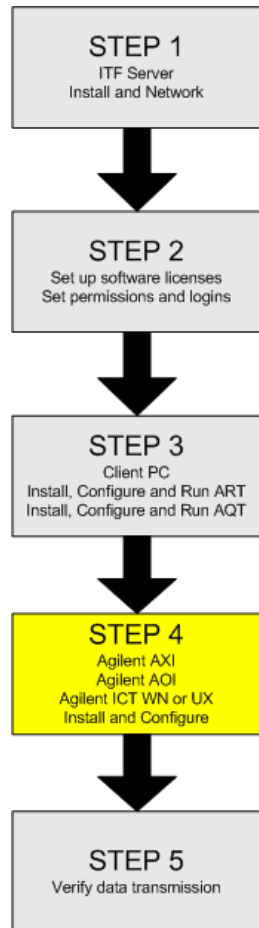 STEP 1
ITF Server
Install and Network
STEP 2
Set up software licenses
Set permissions and logins
STEP 3
Client PC
Install, Configure and Run ART
Install, Configure and Run AQT
STEP 4
Agilent AXI
Agilent AOI
Agilent ICT WN or UX
Install and Configure
STEP 5
Verify data transmission